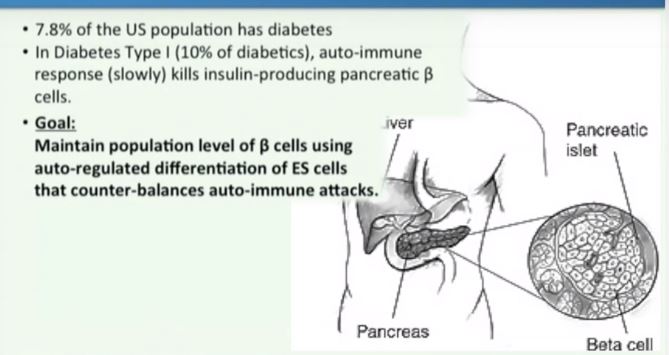 • 7.8% of the US population has diabetes
• In Diabetes Type I (10% of diabetics), auto-immune
response (slowly) kills insulin-producing pancreatic β
cells.
• Goal:
Maintain population level of β cells using
auto-regulated differentiation of ES cells
that counter-balances auto-immune attacks.
iver
Pancreatic
islet
Pancreas
Beta cell